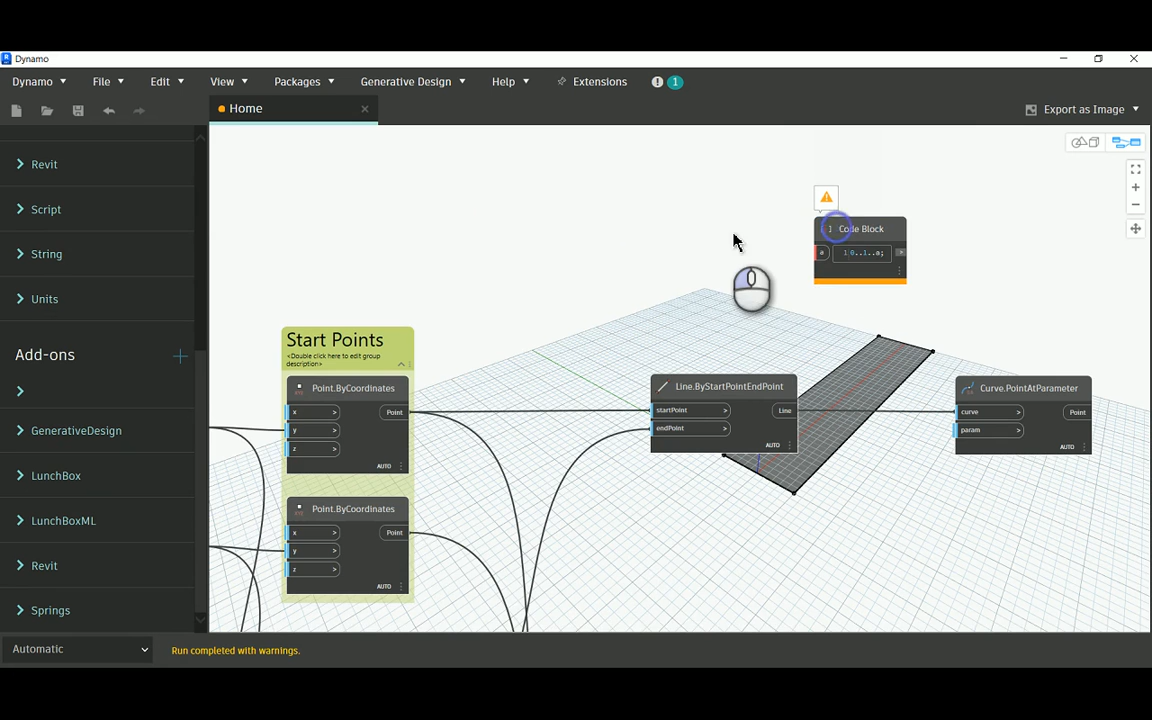 Dynamo
Dynamo File Edit View Packages Generative Design Help Extensions ! 1
Home
Export as Image
Revit
Script
String
Units
Add-ons
GenerativeDesign
LunchBox
LunchBoxML
Revit
Springs
Code Block
a
Start Points
<Double click here to edit group
description>
Point.ByCoordinates
x > Point
y >
z >
AUTO
Point.ByCoordinates
x > Point
y >
z >
AUTO
Line.ByStartPointEndPoint
startPoint > Line
endPoint >
AUTO
Curve.PointAtParameter
curve > Point
param >
AUTO
Automatic
Run completed with warnings.